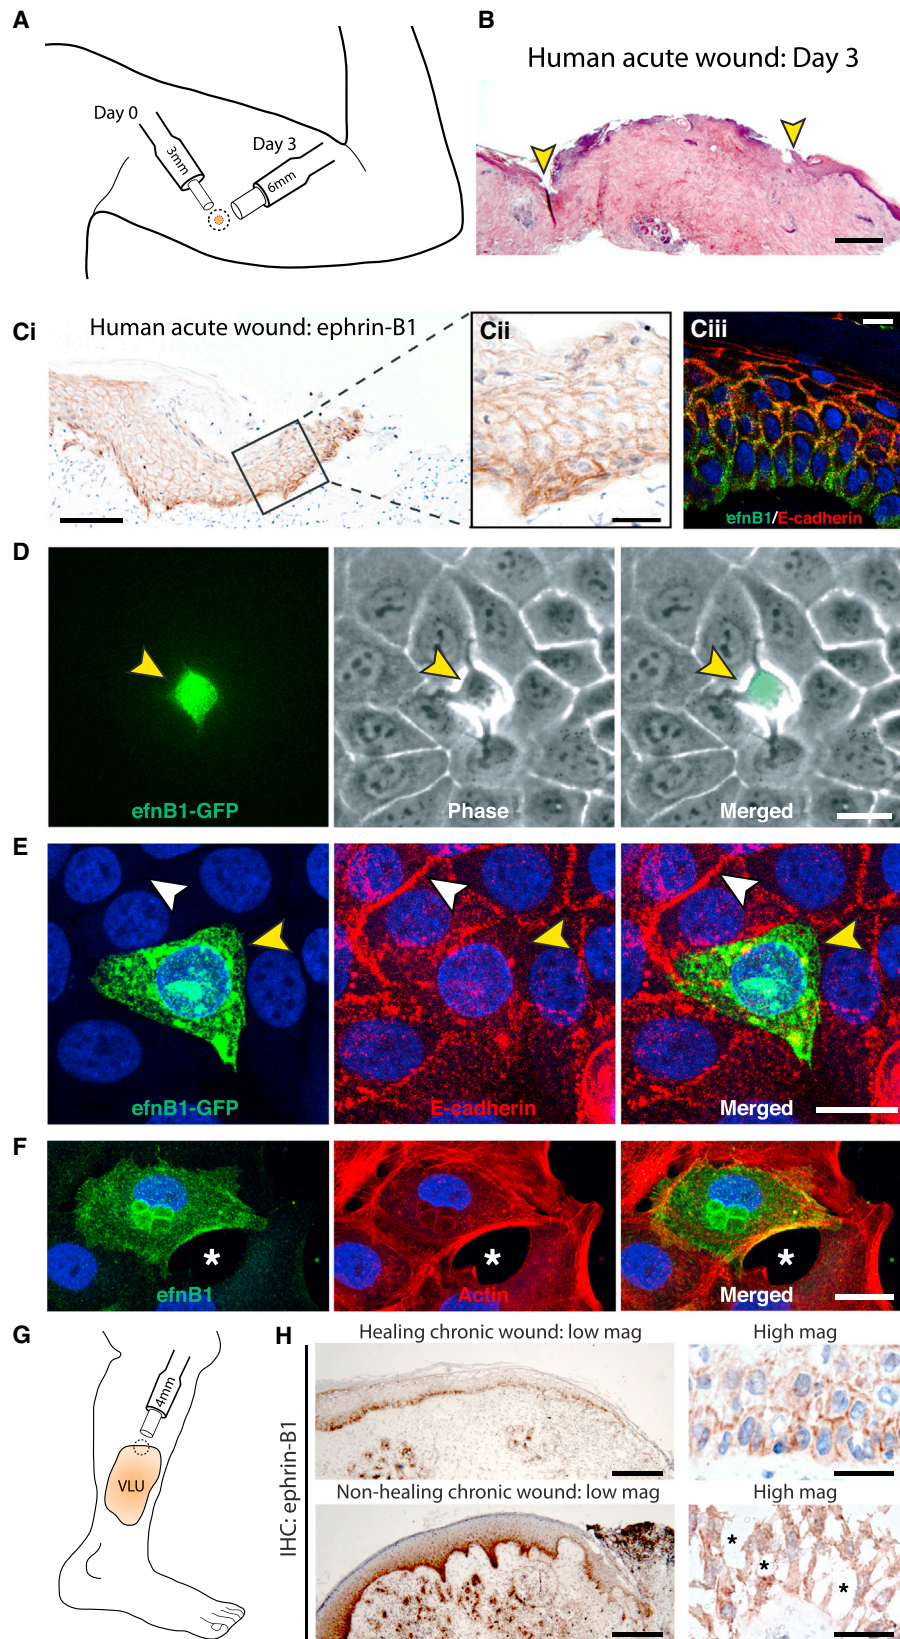 A
Day 0
3mm
Day 3
6mm
B
Human acute wound: Day 3
Ci
Human acute wound: ephrin-B1
Cii
Ciii
efnB1/E-cadherin
D
efnB1-GFP
Phase
Merged
E
efnB1-GFP
E-cadherin
Merged
F
*
*
*
efnB1
Actin
Merged
G
4mm
VLU
H
IHC: ephrin-B1
Healing chronic wound: low mag
High mag
Non-healing chronic wound: low mag
High mag
*
*
*